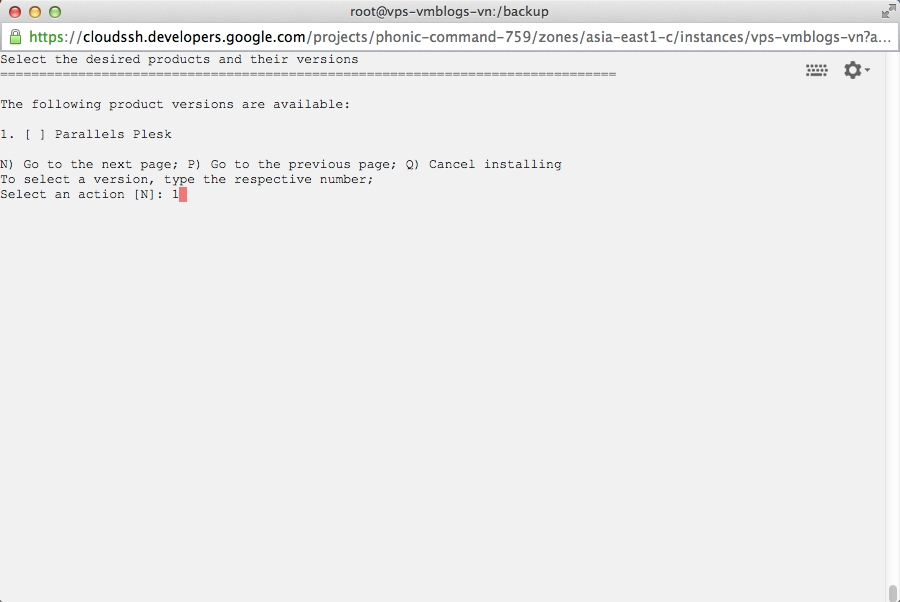 root@vps-vmblogs-vn:/backup
https://cloudssh.developers.google.com/projects/phonic-command-759/zones/asia-east1-c/instances/vps-vmblogs-vn?a...
Select the desired products and their versions
===============================================================================
The following product versions are available:
1. [ ] Parallels Plesk
N) Go to the next page; P) Go to the previous page; Q) Cancel installing
To select a version, type the respective number;
Select an action [N]: 1